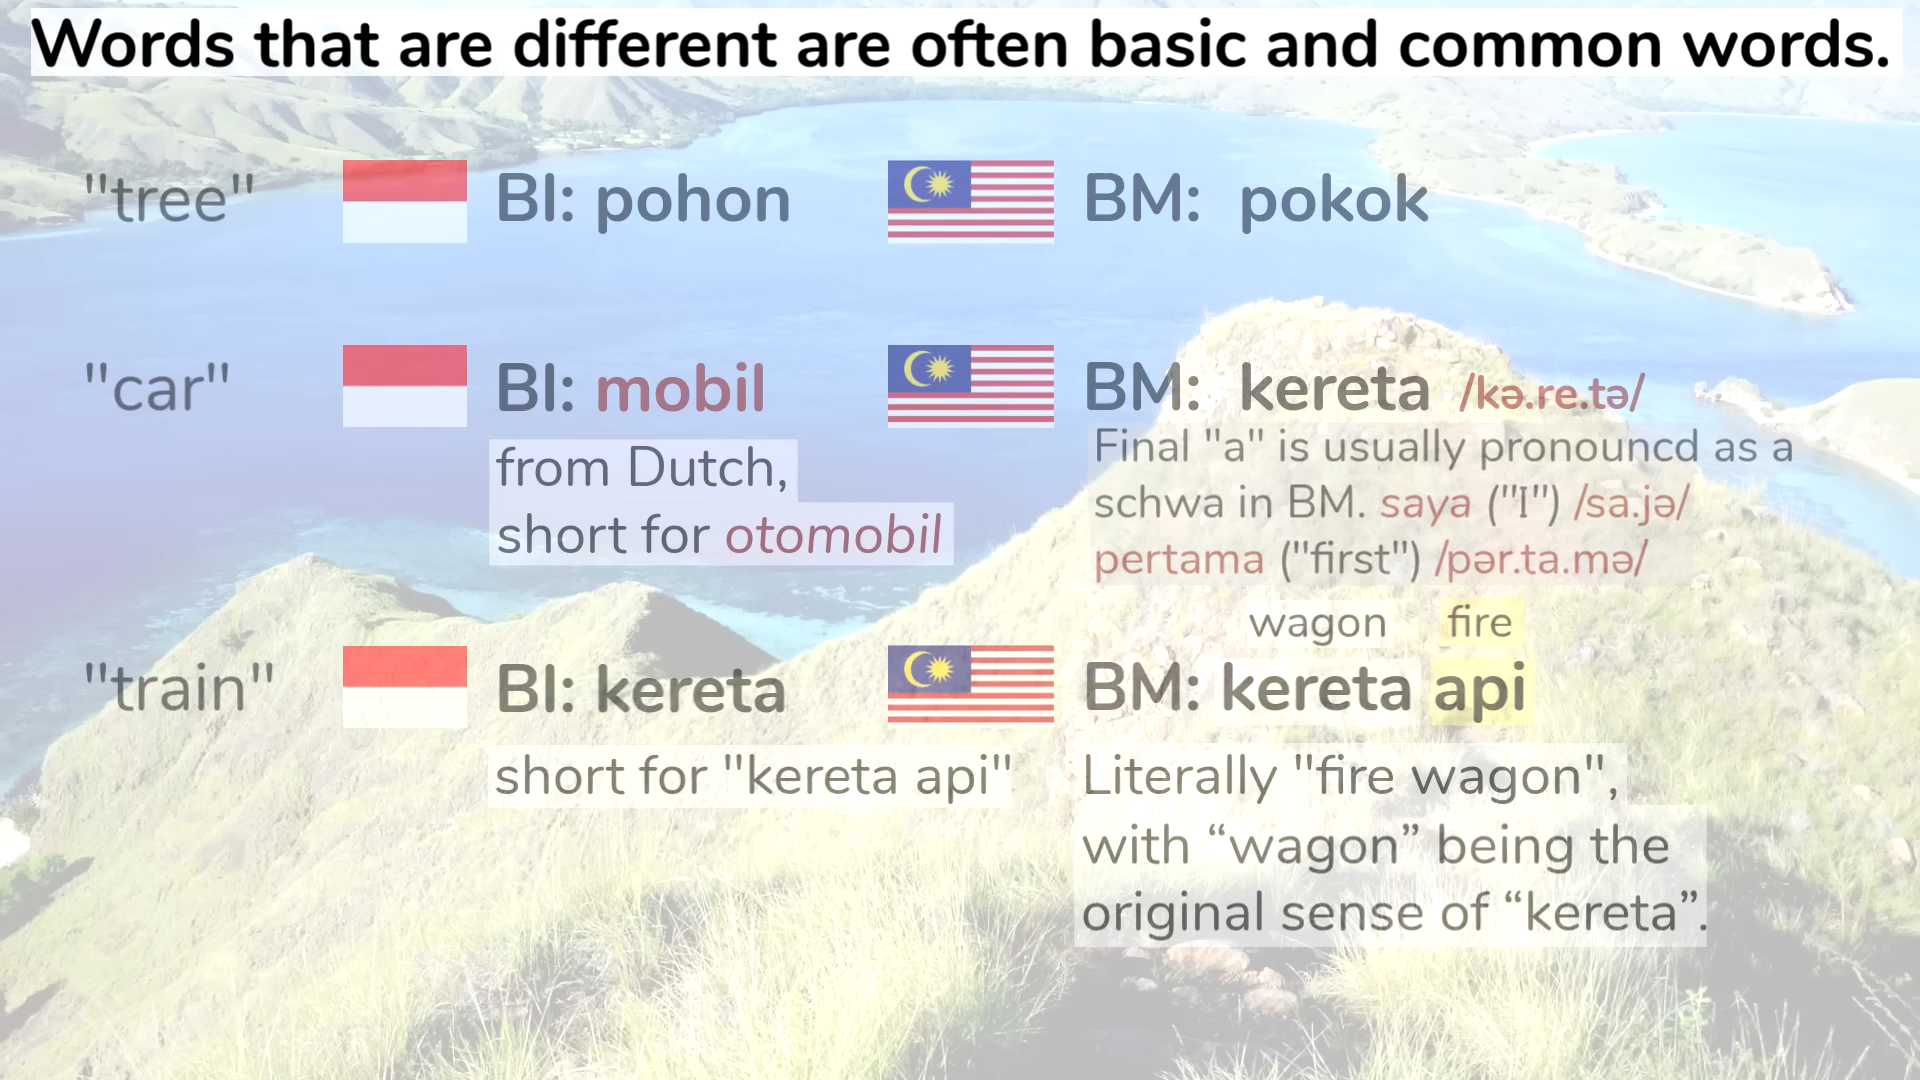 Words that are different are often basic and common words.
"tree" BI: pohon BM: pokok
"car" BI: mobil BM: kereta /kə.re.tə/
from Dutch,
short for otomobil
Final "a" is usually pronouncd as a
schwa in BM. saya ("I") /sa.jə/
pertama ("first") /pər.ta.mə/
wagon fire
"train" BI: kereta BM: kereta api
short for "kereta api"
Literally "fire wagon",
with “wagon” being the
original sense of “kereta”.